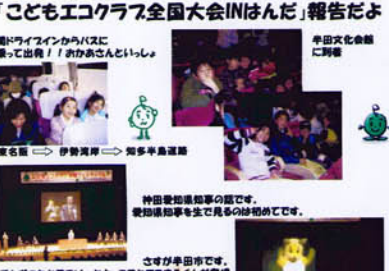 「こどもエコクラブ全国大会INはんだ」報告だよ
ドライブインからバスに
って出発！！おかあさんといっしょ
半田文化会館
に到着
東名阪 ⇨ 伊勢湾岸 ⇨ 知多半島道路
神田愛知県知事の話です。
愛知県知事を生で見るのは初めてです。
さすが半田市です。